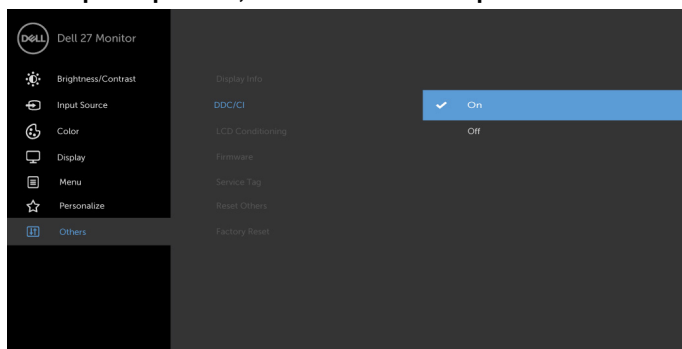 DELL
Dell 27 Monitor
Brightness/Contrast
Input Source
Color
Display
Menu
Personalize
Others
Display Info
DDC/CI
LCD Conditioning
Firmware
Service Tag
Reset Others
Factory Reset
On
Off